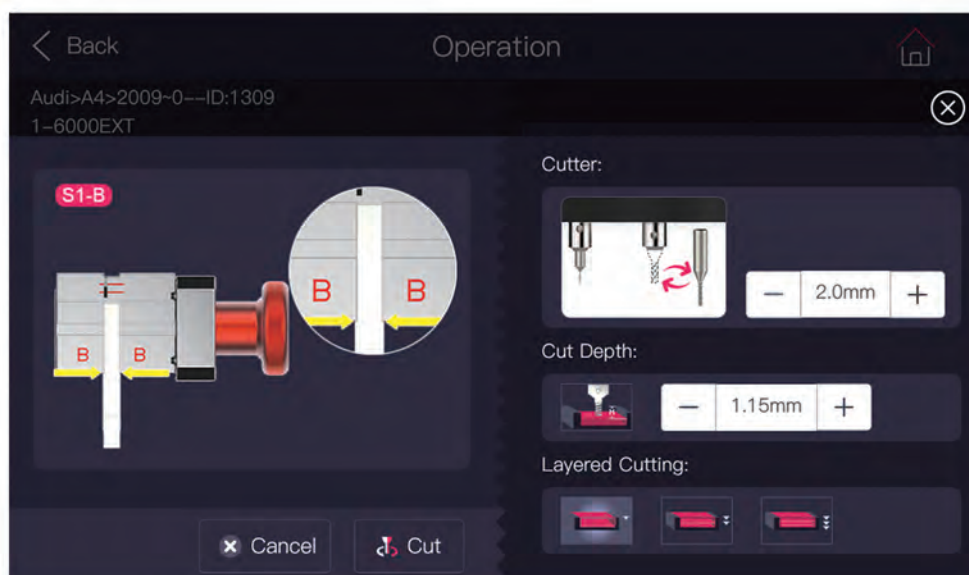 Back
Operation
Audi>A4>2009~0--ID:1309
1-6000EXT
S1-B
B B
B B
Cancel
Cut
Cutter:
2.0mm
Cut Depth:
1.15mm
Layered Cutting: